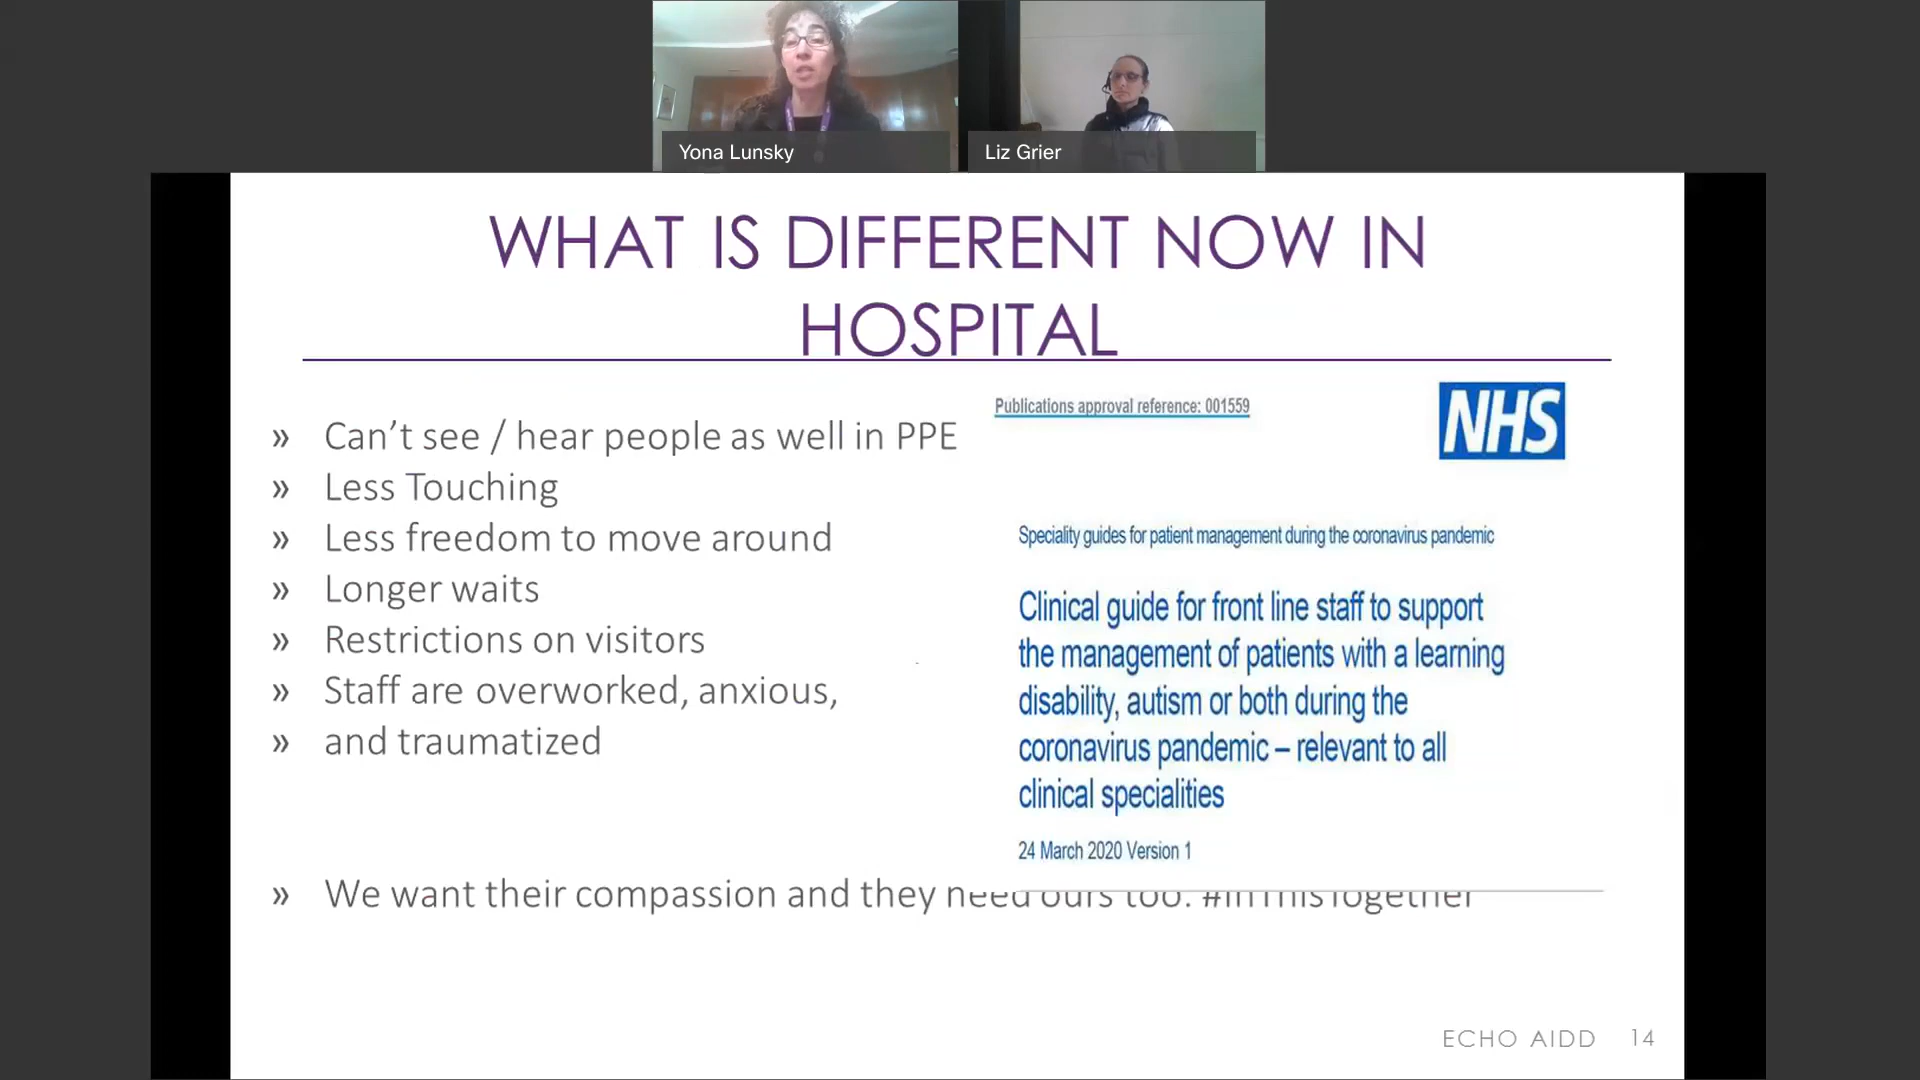 Yona Lunsky
Liz Grier
WHAT IS DIFFERENT NOW IN
HOSPITAL
» Can’t see / hear people as well in PPE
» Less Touching
» Less freedom to move around
» Longer waits
» Restrictions on visitors
» Staff are overworked, anxious,
» and traumatized
Publications approval reference: 001559
NHS
Speciality guides for patient management during the coronavirus pandemic
Clinical guide for front line staff to support
the management of patients with a learning
disability, autism or both during the
coronavirus pandemic – relevant to all
clinical specialities
24 March 2020 Version 1
» We want their compassion and they need ours too. #InThisTogether
ECHO AIDD 14